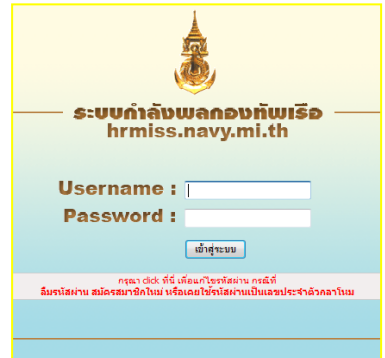 ระบบกำลังพลกองทัพเรือ
hrmiss.navy.mi.th
Username :
Password :
เข้าสู่ระบบ
กรุณา click ที่นี่ เพื่อแก้ไขรหัสผ่าน กรณีที่
ลืมรหัสผ่าน สมัครสมาชิกใหม่ หรือเคยใช้รหัสผ่านเป็นเลขประจำตัวกลาโหม